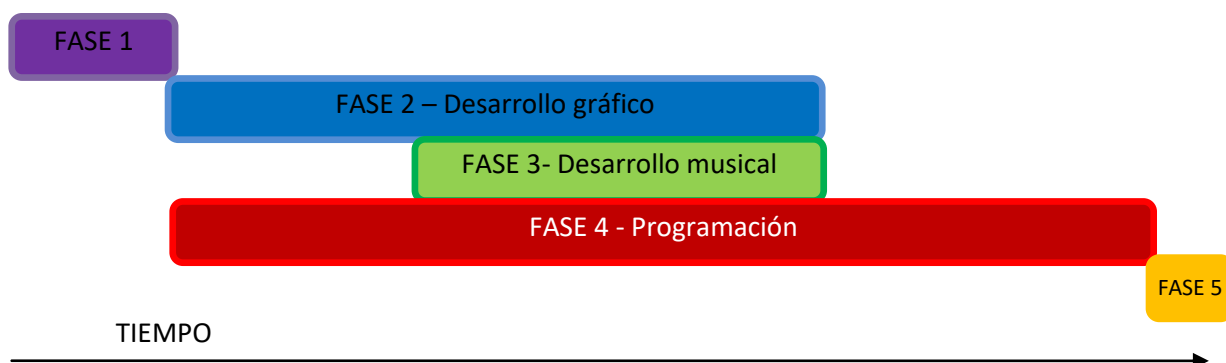 FASE 1
FASE 2 – Desarrollo gráfico
FASE 3- Desarrollo musical
FASE 4 - Programación
FASE 5
TIEMPO